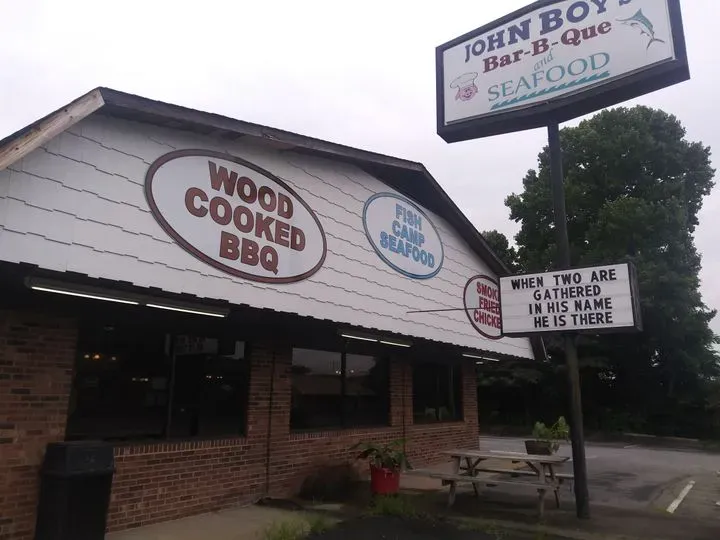 JOHN BOY'S
Bar-B-Que
and
SEAFOOD
WOOD
COOKED
BBQ
FISH
CAMP
SEAFOOD
FRIED
WHEN TWO ARE
GATHERED
IN HIS NAME
HE IS THERE